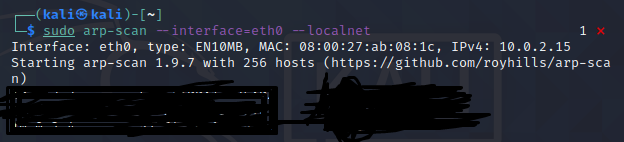 (kali㉿kali)-[~]
$ sudo arp-scan --interface=eth0 --localnet 1 ⨯
Interface: eth0, type: EN10MB, MAC: 08:00:27:ab:08:1c, IPv4: 10.0.2.15
Starting arp-scan 1.9.7 with 256 hosts (https://github.com/royhills/arp-sca
n)